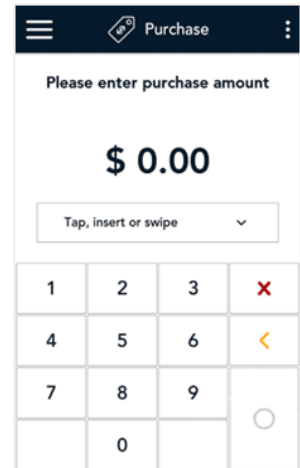 Purchase
Please enter purchase amount
$ 0.00
Tap, insert or swipe
1 2 3
4 5 6
7 8 9
0